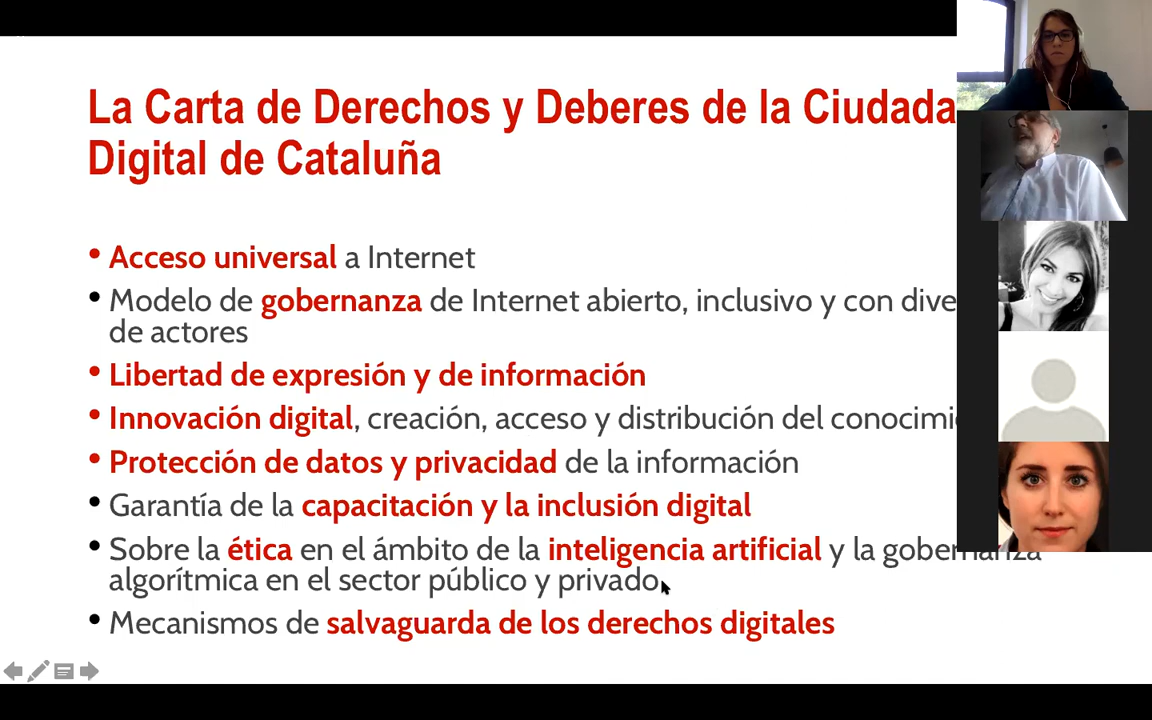 La Carta de Derechos y Deberes de la Ciudada
Digital de Cataluña
• Acceso universal a Internet
• Modelo de gobernanza de Internet abierto, inclusivo y con dive
de actores
• Libertad de expresión y de información
• Innovación digital, creación, acceso y distribución del conocimi
• Protección de datos y privacidad de la información
• Garantía de la capacitación y la inclusión digital
• Sobre la ética en el ámbito de la inteligencia artificial y la gobernanza
algorítmica en el sector público y privado
• Mecanismos de salvaguarda de los derechos digitales